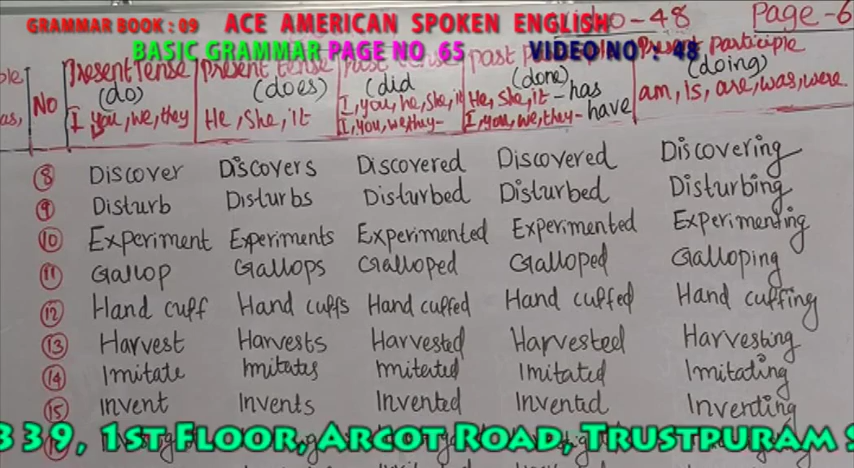 GRAMMAR BOOK : 09 ACE AMERICAN SPOKEN ENGLISH No-48 Page-6
BASIC GRAMMAR PAGE NO 65 VIDEO NO : 48
ple No Present Tense Present tense Past tense Past Present participle
(do) (does) (did (done) (doing)
as, I you, we, they He, She, it I, you, he, she, it He, She, it - has am, is, are, was, were.
I, you, we, they- I, you, we, they- have
8 Discover Discovers Discovered Discovered Discovering
9 Disturb Disturbs Disturbed Disturbed Disturbing
10 Experiment Experiments Experimented Experimented Experimenting
11 Gallop Gallops Galloped Galloped Galloping
12 Hand cuff Hand cuffs Hand cuffed Hand cuffed Hand cuffing
13 Harvest Harvests Harvested Harvested Harvesting
14 Imitate Imitates Imitated Imitated Imitating
15 Invent Invents Invented Invented Inventing
339, 1st Floor, Arcot Road, Trustpuram S